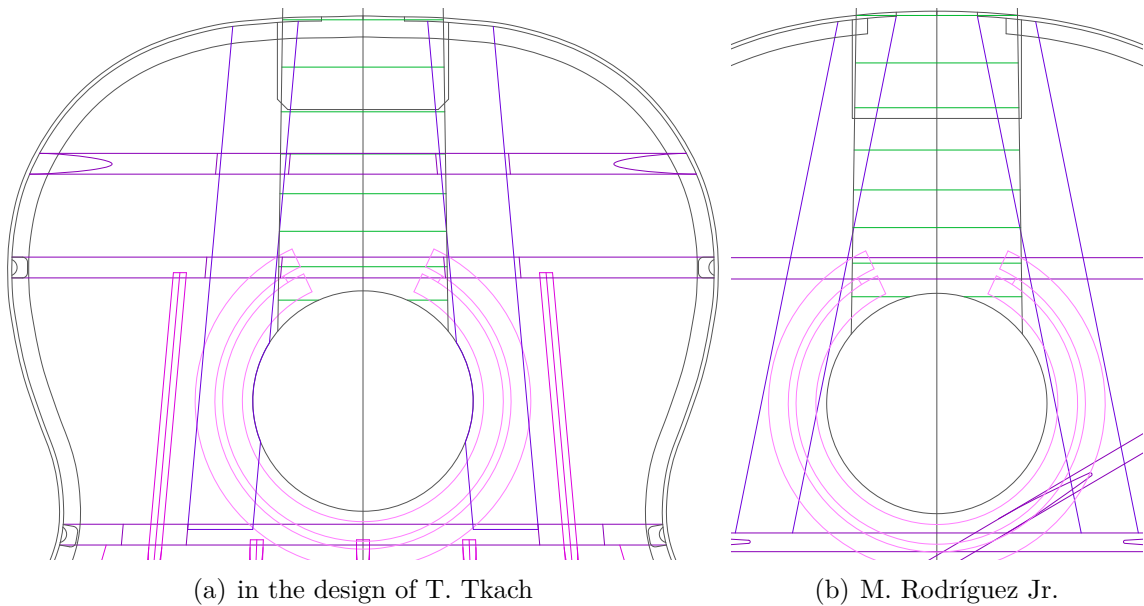 (a) in the design of T. Tkach
(b) M. Rodríguez Jr.